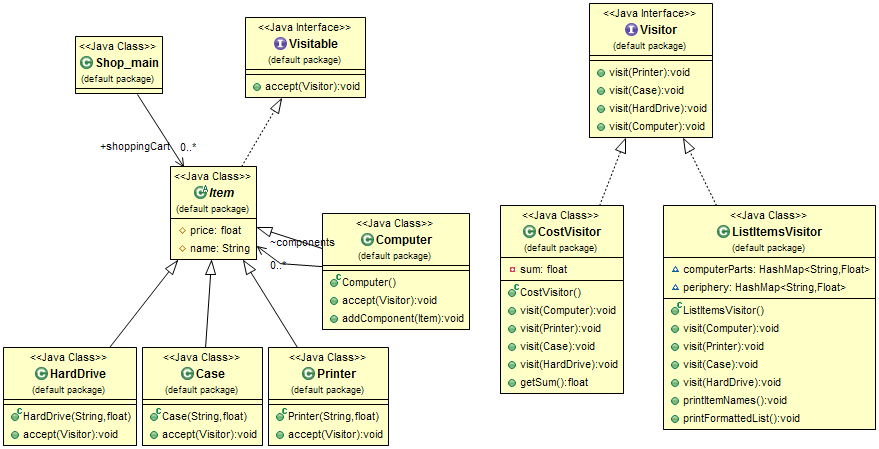 <<Java Class>>
Shop_main
(default package)
<<Java Interface>>
Visitable
(default package)
accept(Visitor):void
+shoppingCart
0..*
<<Java Class>>
Item
(default package)
price: float
name: String
~components
0..*
<<Java Class>>
Computer
(default package)
Computer()
accept(Visitor):void
addComponent(Item):void
<<Java Class>>
HardDrive
(default package)
HardDrive(String,float)
accept(Visitor):void
<<Java Class>>
Case
(default package)
Case(String,float)
accept(Visitor):void
<<Java Class>>
Printer
(default package)
Printer(String,float)
accept(Visitor):void
<<Java Interface>>
Visitor
(default package)
visit(Printer):void
visit(Case):void
visit(HardDrive):void
visit(Computer):void
<<Java Class>>
CostVisitor
(default package)
sum: float
CostVisitor()
visit(Computer):void
visit(Printer):void
visit(Case):void
visit(HardDrive):void
getSum():float
<<Java Class>>
ListItemsVisitor
(default package)
computerParts: HashMap<String,Float>
periphery: HashMap<String,Float>
ListItemsVisitor()
visit(Computer):void
visit(Printer):void
visit(Case):void
visit(HardDrive):void
printItemNames():void
printFormattedList():void